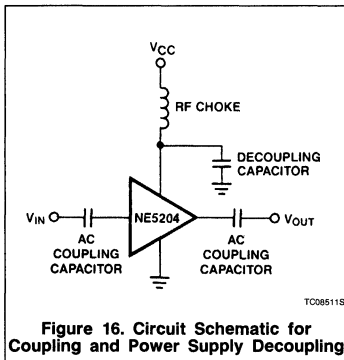 VCC
RF CHOKE
DECOUPLING
CAPACITOR
VIN
NE5204
VOUT
AC
COUPLING
CAPACITOR
AC
COUPLING
CAPACITOR
TC08511S
Figure 16. Circuit Schematic for
Coupling and Power Supply Decoupling